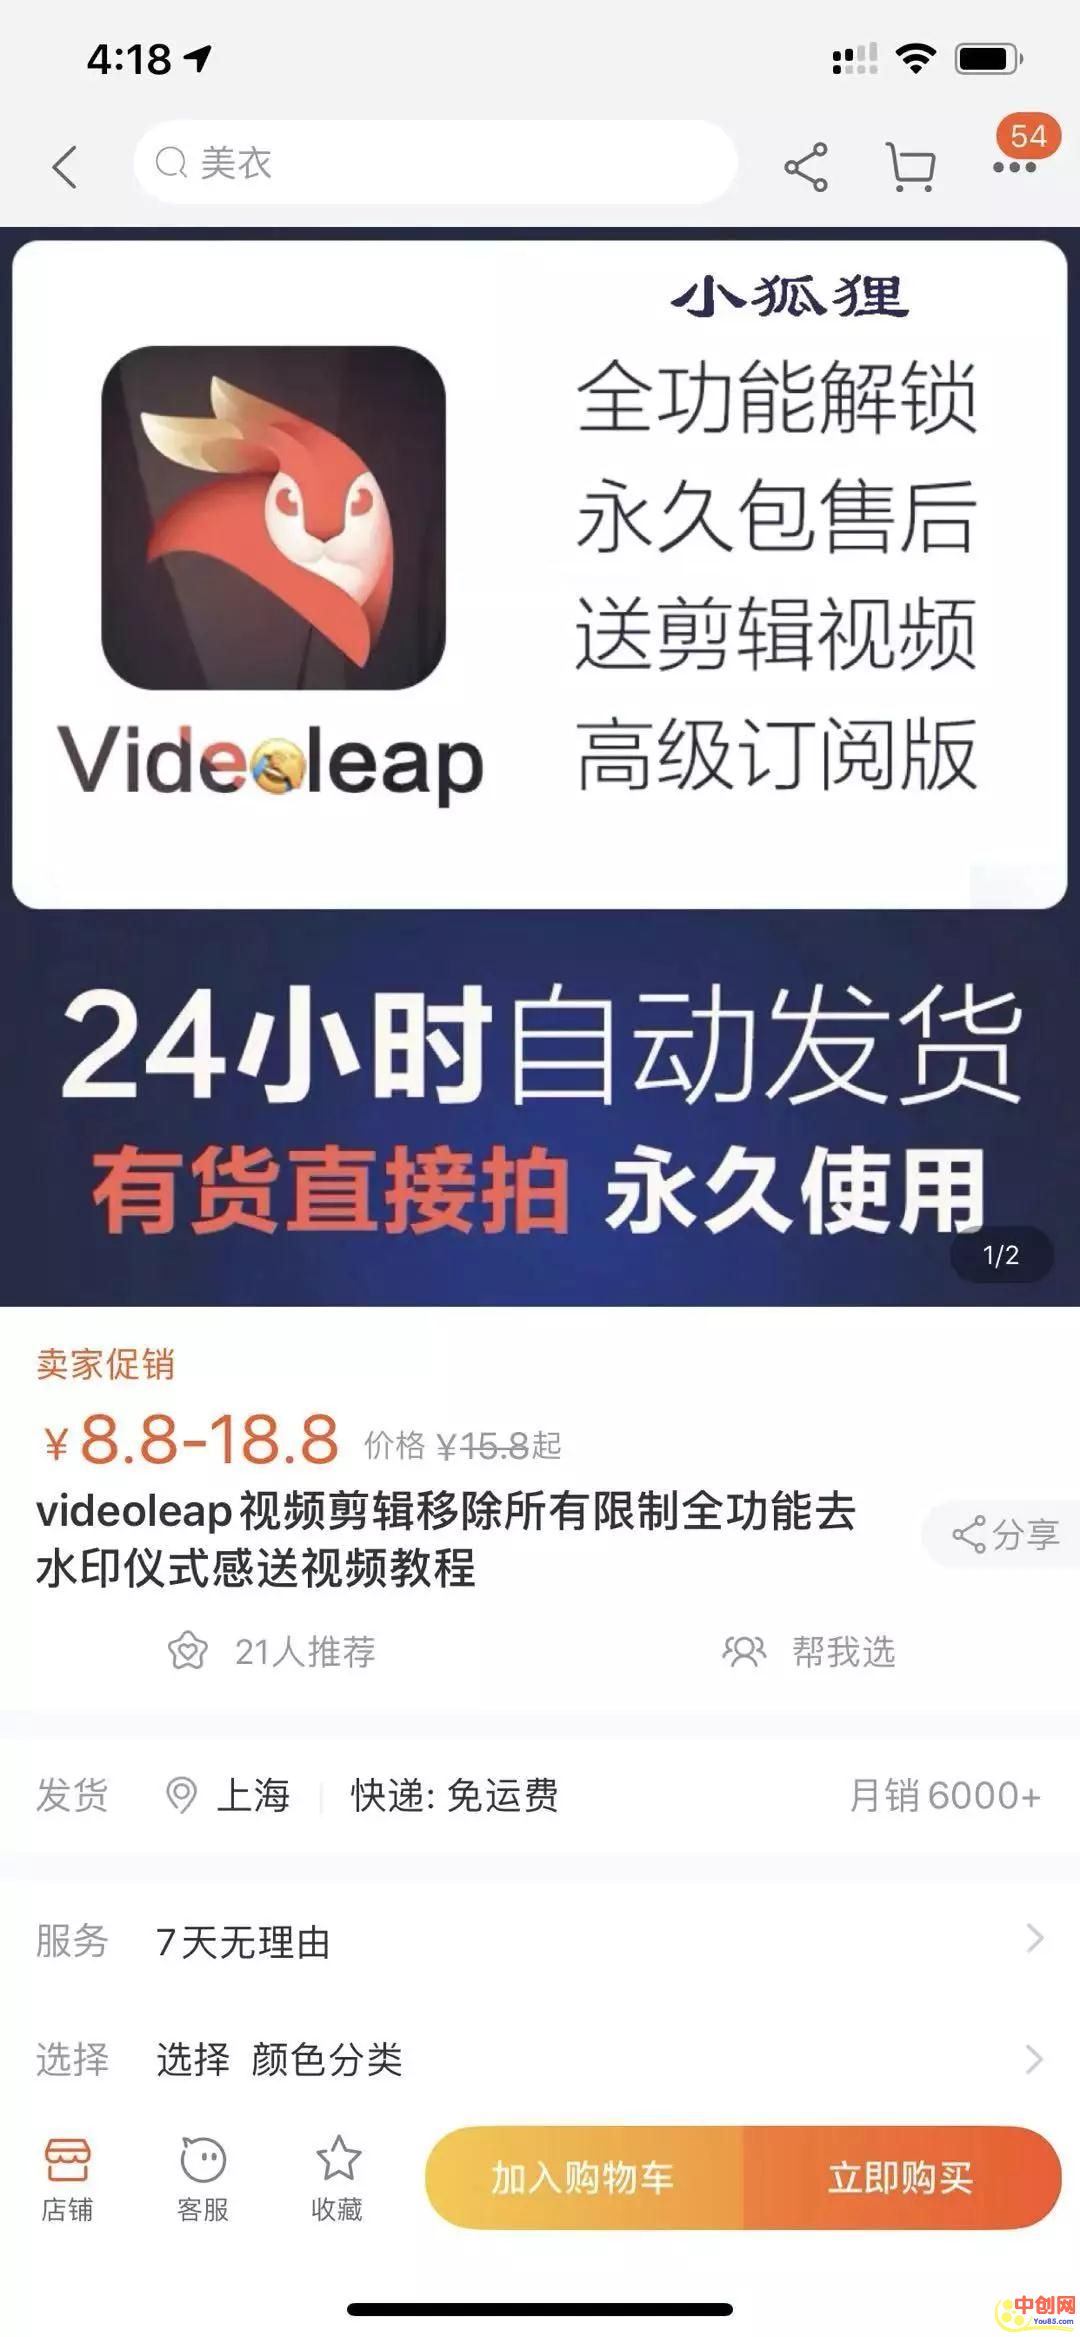 4:18
美衣
54
小狐狸
全功能解锁
永久包售后
送剪辑视频
高级订阅版
Videoleap
24小时自动发货
有货直接拍 永久使用
1/2
卖家促销
¥8.8-18.8 价格 ¥15.8起
videoleap视频剪辑移除所有限制全功能去
水印仪式感送视频教程
分享
21人推荐
帮我选
发货 上海 快递: 免运费 月销6000+
服务 7天无理由
选择 选择 颜色分类
店铺 客服 收藏 加入购物车 立即购买
中创网
You85.com